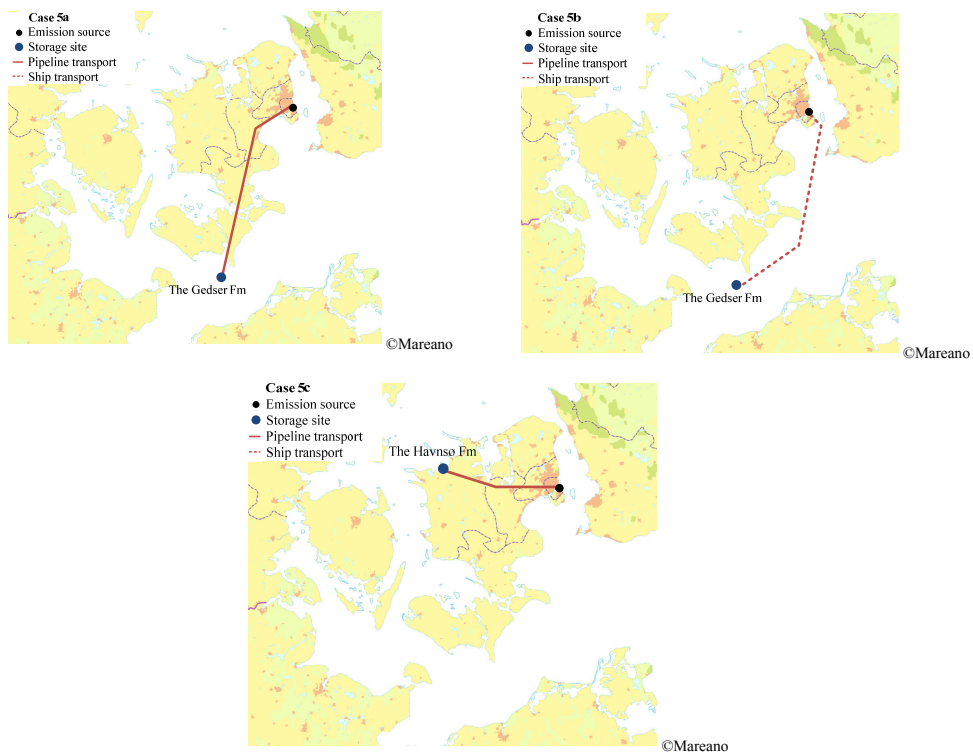 Case 5a
Emission source
Storage site
Pipeline transport
Ship transport
The Gedser Fm
©Mareano
Case 5b
Emission source
Storage site
Pipeline transport
Ship transport
The Gedser Fm
©Mareano
Case 5c
Emission source
Storage site
Pipeline transport
Ship transport
The Havnsø Fm
©Mareano